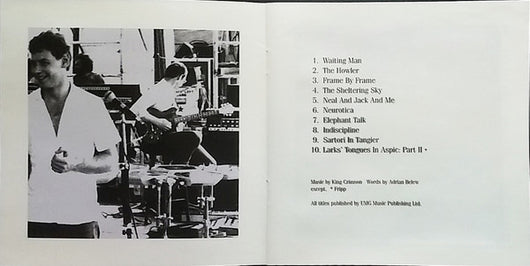 1. Waiting Man
2. The Howler
3. Frame By Frame
4. The Sheltering Sky
5. Neal And Jack And Me
6. Neurotica
7. Elephant Talk
8. Indiscipline
9. Sartori In Tangier
10. Larks' Tongues In Aspic: Part II *
Music by King Crimson Words by Adrian Belew
except. * Fripp
All titles published by UMG Music Publishing Ltd.